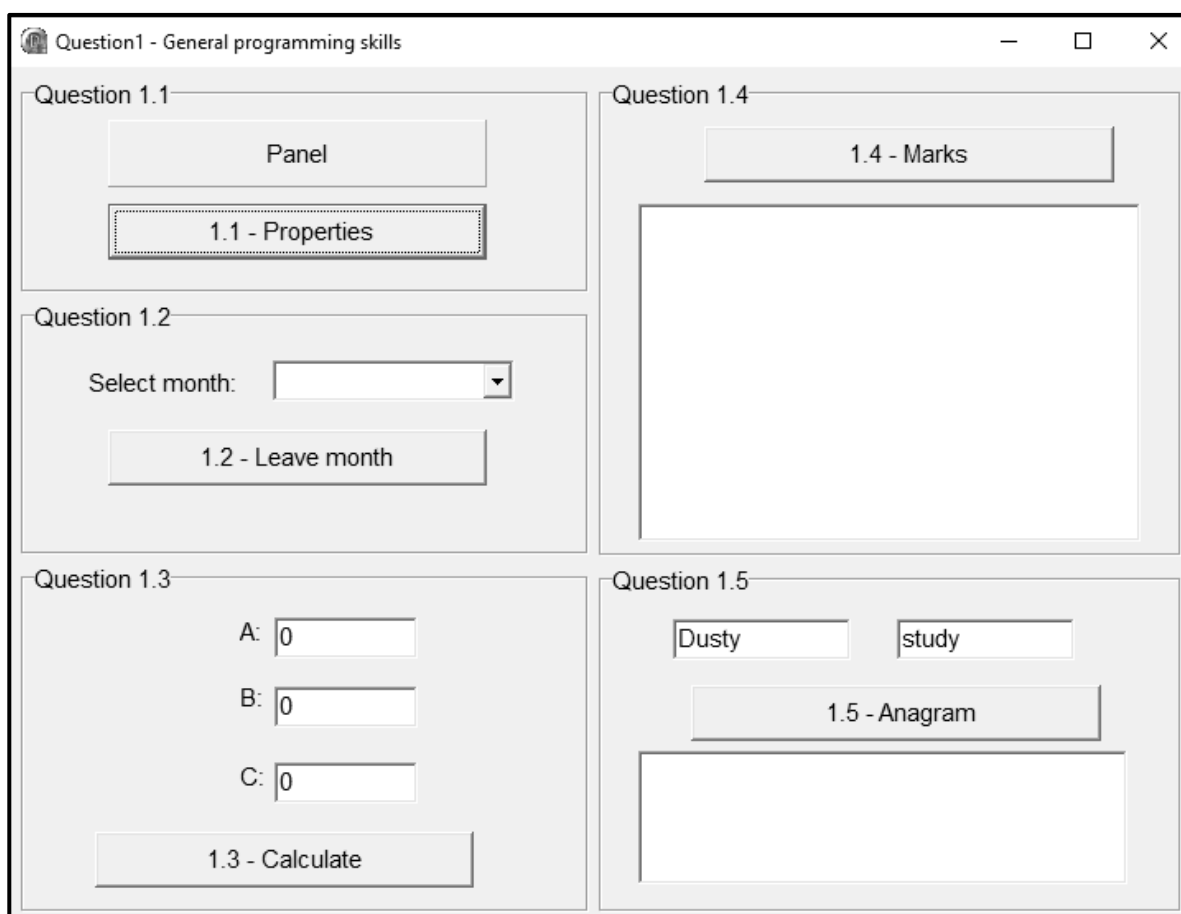 Question1 - General programming skills
Question 1.1
Panel
1.1 - Properties
Question 1.2
Select month:
1.2 - Leave month
Question 1.3
A: 0
B: 0
C: 0
1.3 - Calculate
Question 1.4
1.4 - Marks
Question 1.5
Dusty study
1.5 - Anagram